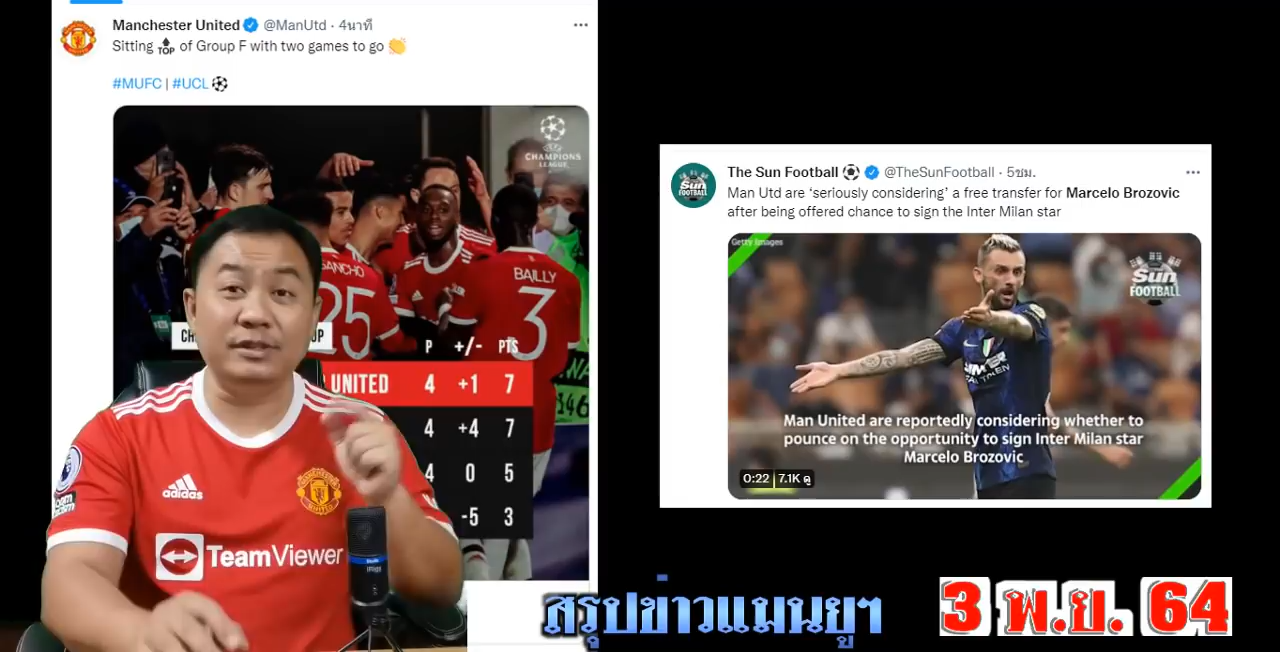 Manchester United @ManUtd · 4นาที
Sitting TOP of Group F with two games to go
#MUFC | #UCL
CHAMPIONS
LEAGUE
SANCHO
25
BAILLY
3
P +/- PTS
UNITED 4 +1 7
4 +4 7
4 0 5
-5 3
adidas
TeamViewer
The Sun Football @TheSunFootball · 5ชม.
Man Utd are ‘seriously considering’ a free transfer for Marcelo Brozovic
after being offered chance to sign the Inter Milan star
Getty Images
Sun
FOOTBALL
Man United are reportedly considering whether to
pounce on the opportunity to sign Inter Milan star
Marcelo Brozovic
0:22 7.1K ดู
สรุปข่าวแมนยูฯ
3 พ.ย. 64